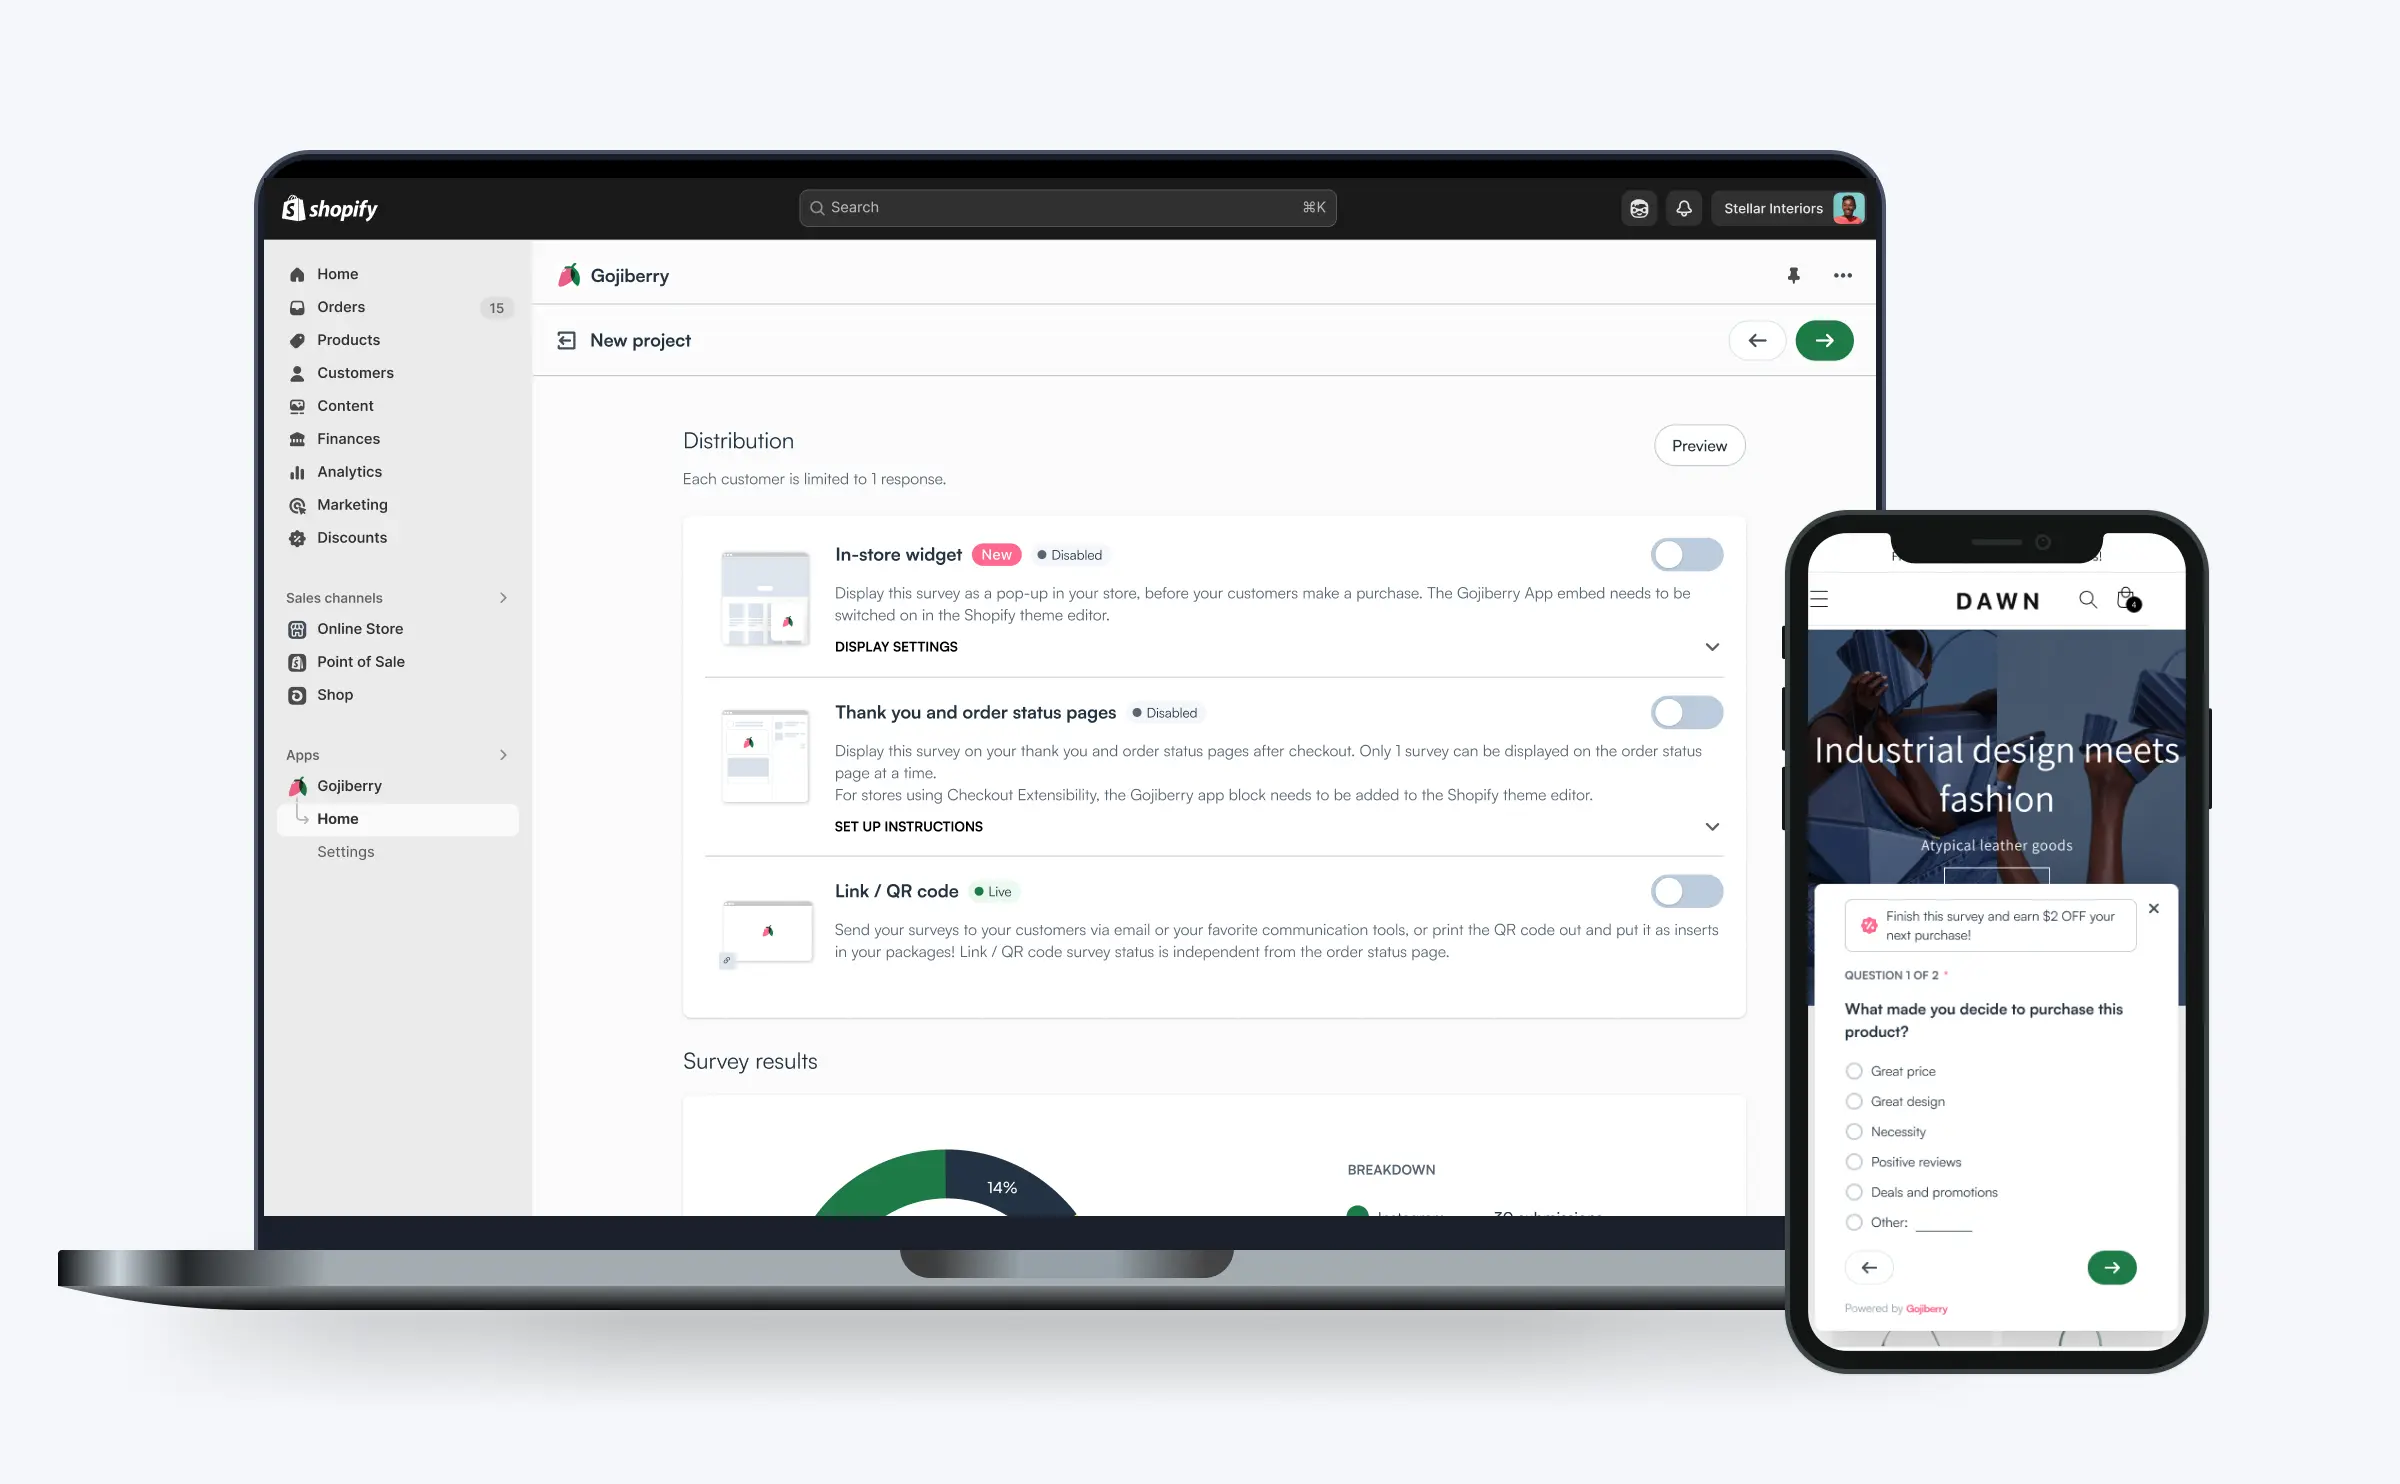 shopify
Search
⌘K
Stellar Interiors
Home
Orders
15
Products
Customers
Content
Finances
Analytics
Marketing
Discounts
Sales channels
Online Store
Point of Sale
Shop
Apps
Gojiberry
Home
Settings
Gojiberry
New project
Distribution
Preview
Each customer is limited to 1 response.
In-store widget New Disabled
Display this survey as a pop-up in your store, before your customers make a purchase. The Gojiberry App embed needs to be
switched on in the Shopify theme editor.
DISPLAY SETTINGS
Thank you and order status pages Disabled
Display this survey on your thank you and order status pages after checkout. Only 1 survey can be displayed on the order status
page at a time.
For stores using Checkout Extensibility, the Gojiberry app block needs to be added to the Shopify theme editor.
SET UP INSTRUCTIONS
Link / QR code Live
Send your surveys to your customers via email or your favorite communication tools, or print the QR code out and put it as inserts
in your packages! Link / QR code survey status is independent from the order status page.
Survey results
14%
BREAKDOWN
DAWN
4
Industrial design meets
fashion
Atypical leather goods
Finish this survey and earn $2 OFF your
next purchase!
QUESTION 1 OF 2 *
What made you decide to purchase this
product?
Great price
Great design
Necessity
Positive reviews
Deals and promotions
Other:
Powered by Gojiberry